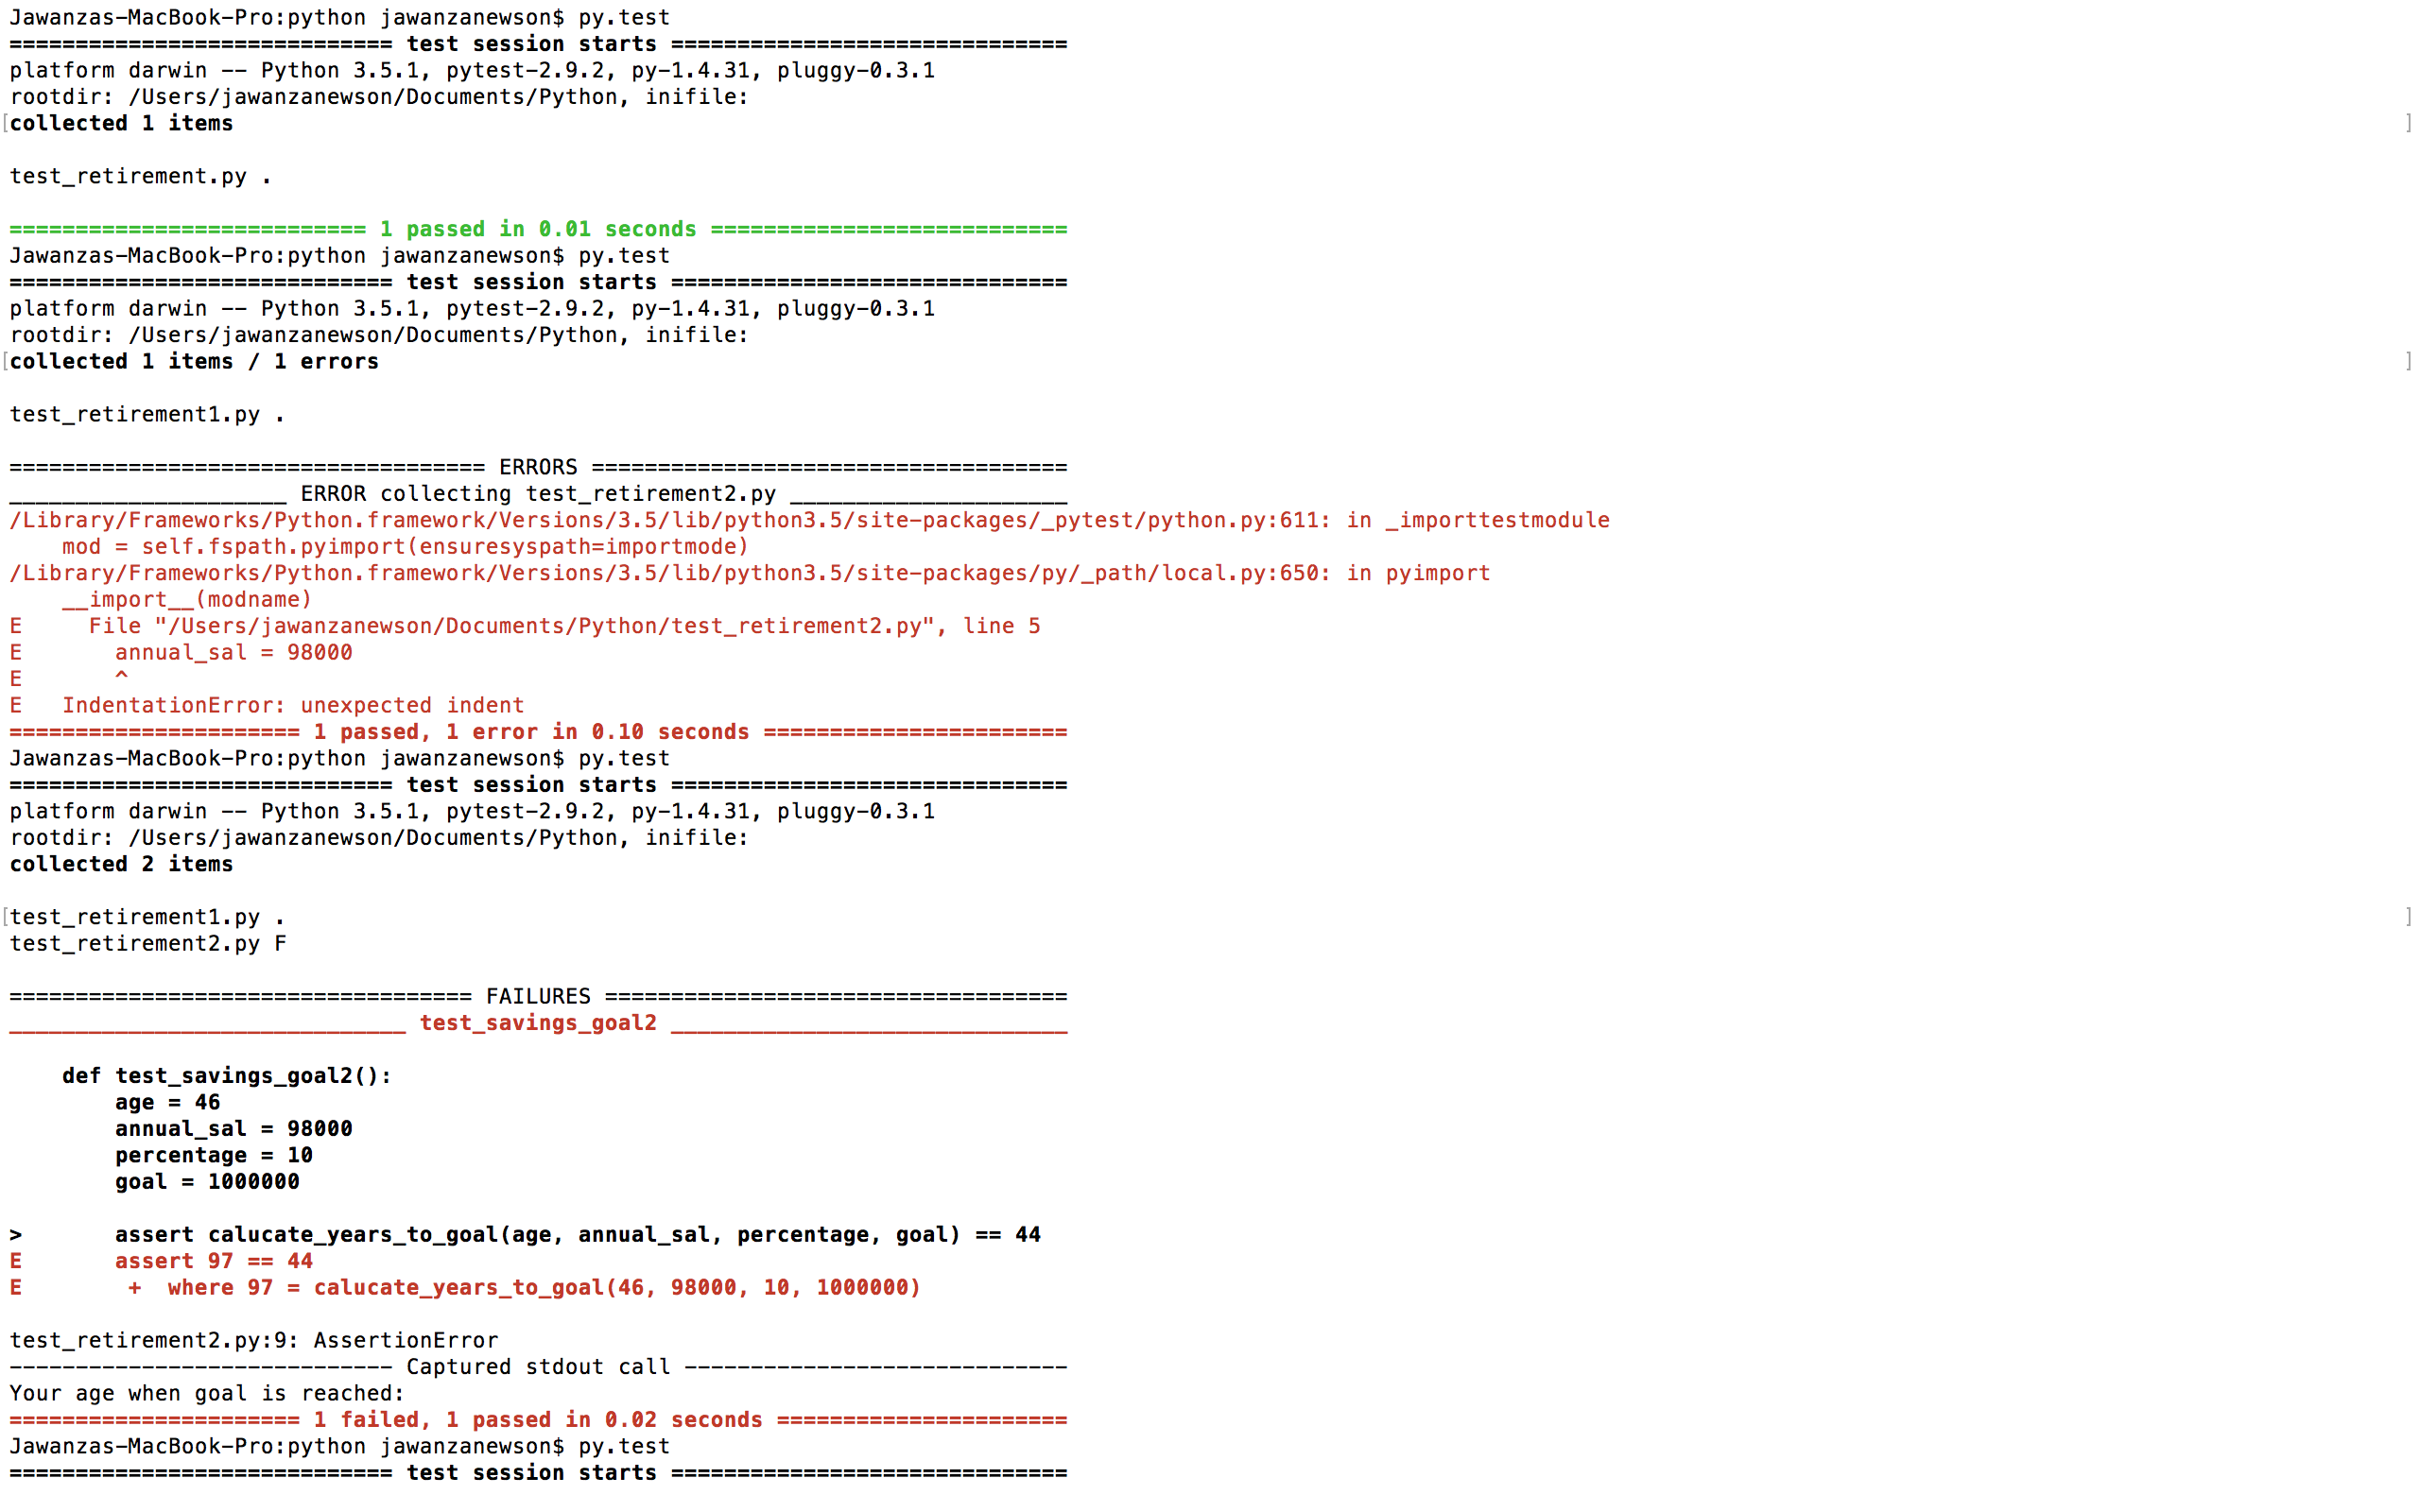 Jawanzas-MacBook-Pro:python jawanzanewson$ py.test
============================= test session starts ==============================
platform darwin -- Python 3.5.1, pytest-2.9.2, py-1.4.31, pluggy-0.3.1
rootdir: /Users/jawanzanewson/Documents/Python, inifile:
[collected 1 items ]
test_retirement.py .
=========================== 1 passed in 0.01 seconds ===========================
Jawanzas-MacBook-Pro:python jawanzanewson$ py.test
============================= test session starts ==============================
platform darwin -- Python 3.5.1, pytest-2.9.2, py-1.4.31, pluggy-0.3.1
rootdir: /Users/jawanzanewson/Documents/Python, inifile:
[collected 1 items / 1 errors ]
test_retirement1.py .
==================================== ERRORS ====================================
_____________________ ERROR collecting test_retirement2.py _____________________
/Library/Frameworks/Python.framework/Versions/3.5/lib/python3.5/site-packages/_pytest/python.py:611: in _importtestmodule
    mod = self.fspath.pyimport(ensuresyspath=importmode)
/Library/Frameworks/Python.framework/Versions/3.5/lib/python3.5/site-packages/py/_path/local.py:650: in pyimport
    __import__(modname)
E     File "/Users/jawanzanewson/Documents/Python/test_retirement2.py", line 5
E       annual_sal = 98000
E       ^
E   IndentationError: unexpected indent
====================== 1 passed, 1 error in 0.10 seconds =======================
Jawanzas-MacBook-Pro:python jawanzanewson$ py.test
============================= test session starts ==============================
platform darwin -- Python 3.5.1, pytest-2.9.2, py-1.4.31, pluggy-0.3.1
rootdir: /Users/jawanzanewson/Documents/Python, inifile:
collected 2 items
[test_retirement1.py . ]
test_retirement2.py F
=================================== FAILURES ===================================
______________________________ test_savings_goal2 ______________________________
    def test_savings_goal2():
        age = 46
        annual_sal = 98000
        percentage = 10
        goal = 1000000
>       assert calucate_years_to_goal(age, annual_sal, percentage, goal) == 44
E       assert 97 == 44
E        +  where 97 = calucate_years_to_goal(46, 98000, 10, 1000000)
test_retirement2.py:9: AssertionError
----------------------------- Captured stdout call -----------------------------
Your age when goal is reached:
====================== 1 failed, 1 passed in 0.02 seconds ======================
Jawanzas-MacBook-Pro:python jawanzanewson$ py.test
============================= test session starts ==============================